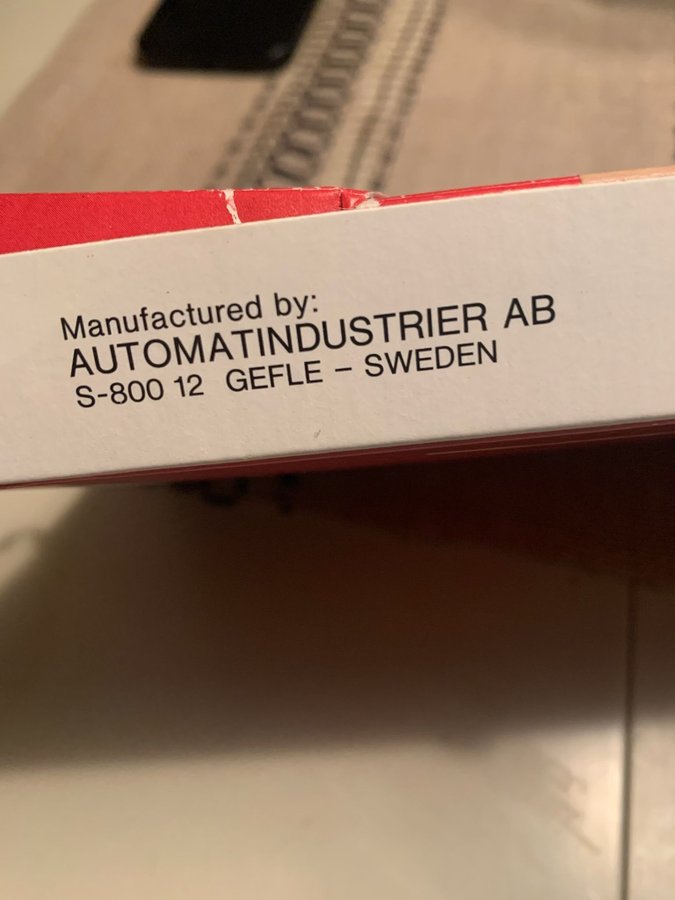 Manufactured by:
AUTOMATINDUSTRIER AB
S-800 12 GEFLE – SWEDEN